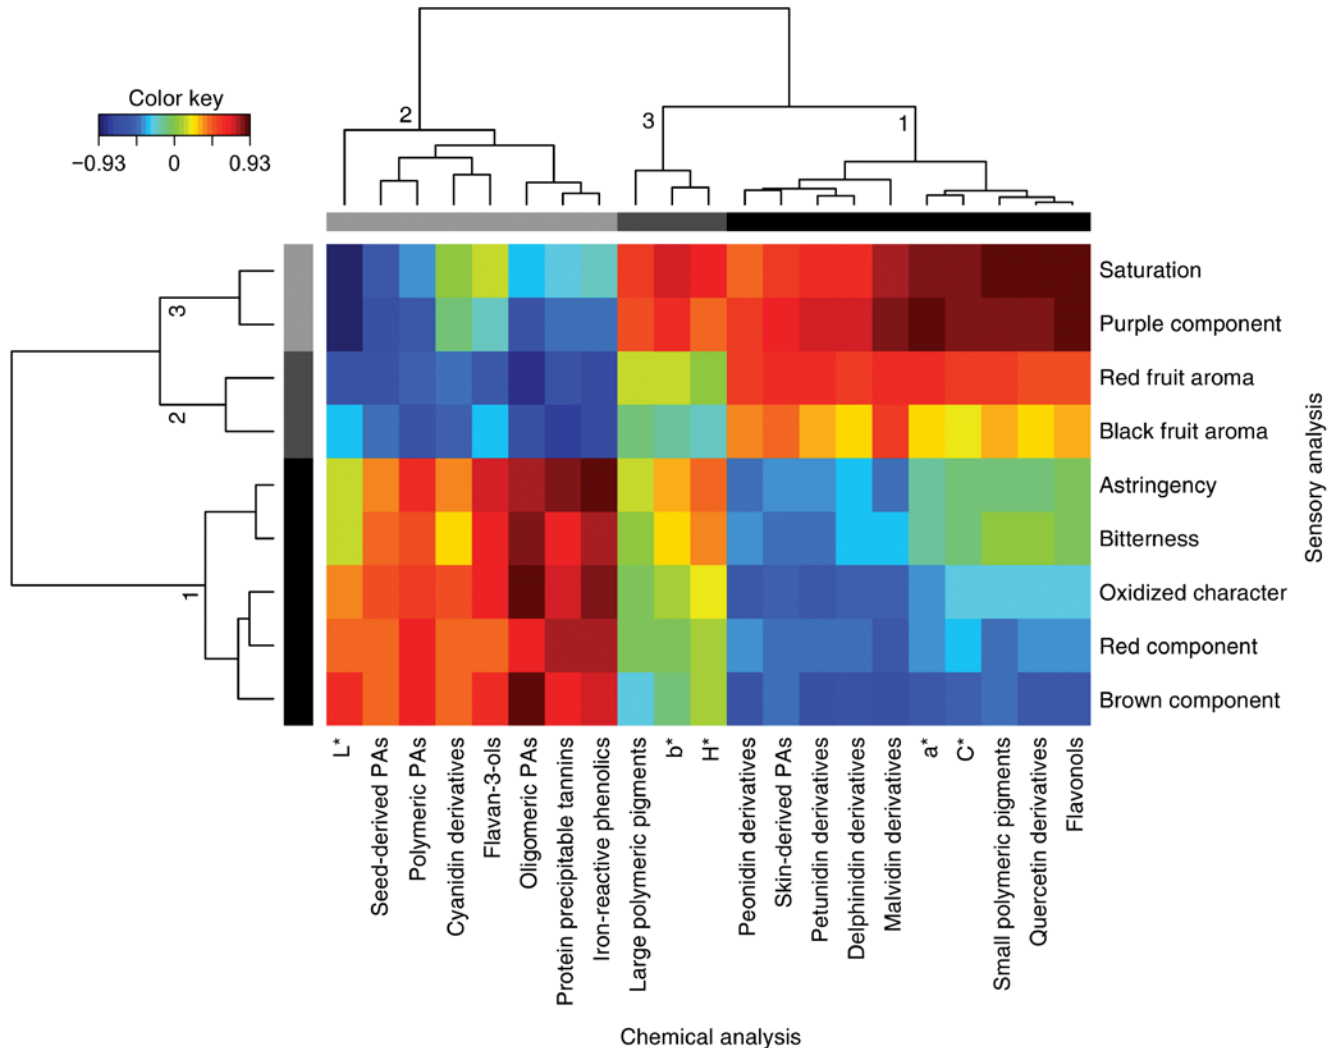 Color key
−0.93 0 0.93
2
3
1
3
2
1
Saturation
Purple component
Red fruit aroma
Black fruit aroma
Astringency
Bitterness
Oxidized character
Red component
Brown component
Sensory analysis
L*
Seed-derived PAs
Polymeric PAs
Cyanidin derivatives
Flavan-3-ols
Oligomeric PAs
Protein precipitable tannins
Iron-reactive phenolics
Large polymeric pigments
b*
H*
Peonidin derivatives
Skin-derived PAs
Petunidin derivatives
Delphinidin derivatives
Malvidin derivatives
a*
C*
Small polymeric pigments
Quercetin derivatives
Flavonols
Chemical analysis